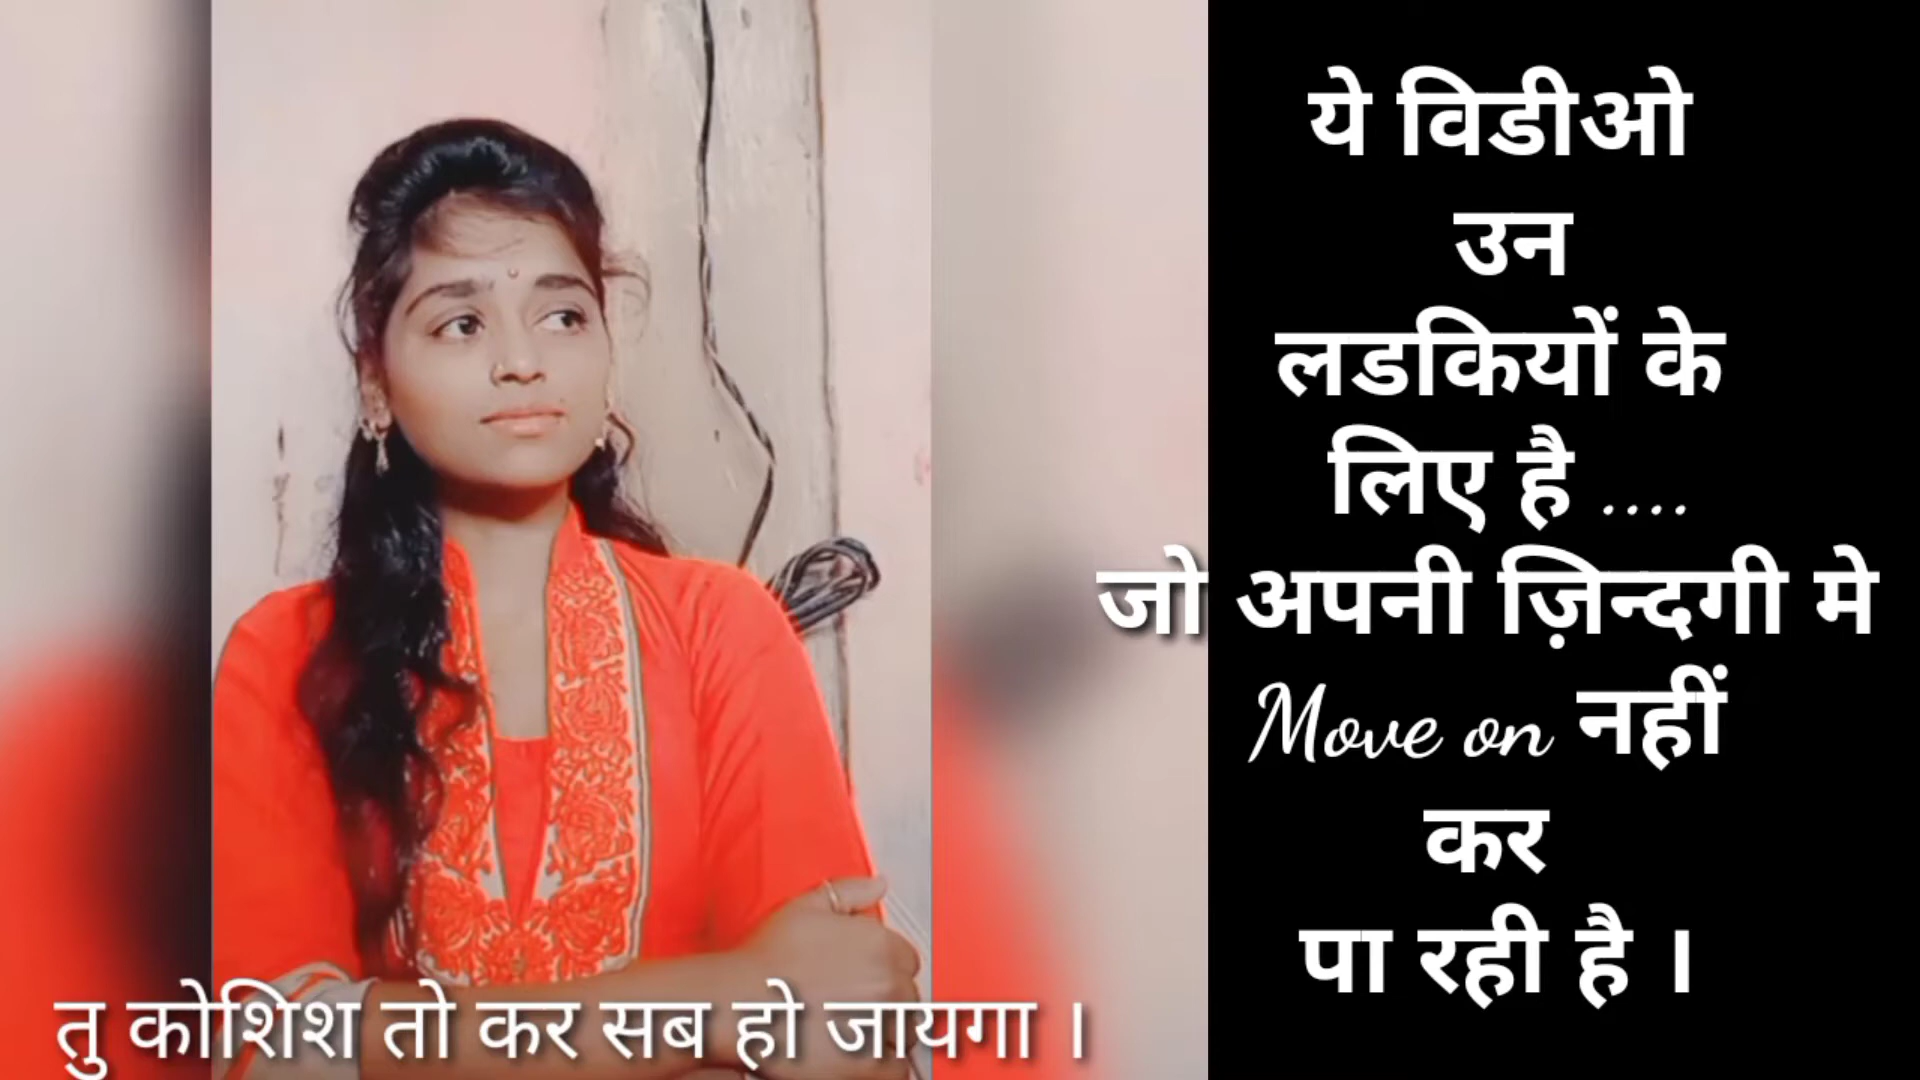 ये विडीओ
उन
लडकियों के
लिए है ....
जो अपनी ज़िन्दगी मे
Move on नहीं
कर
पा रही है ।
तु कोशिश तो कर सब हो जायगा ।